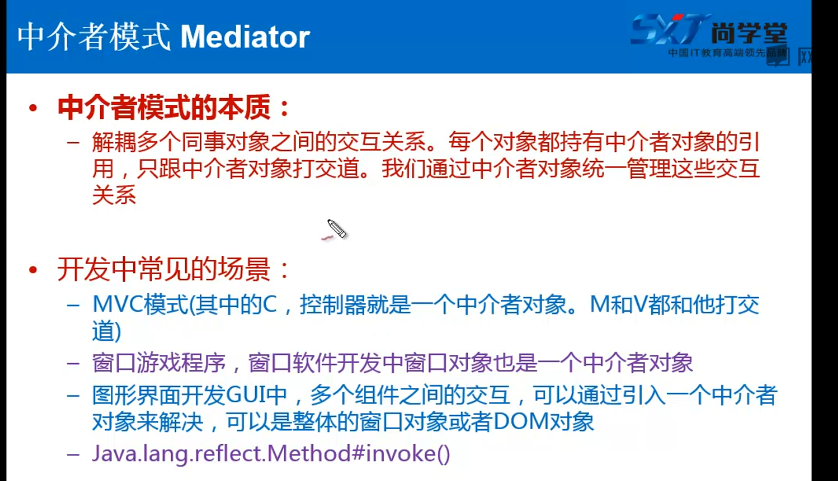 中介者模式 Mediator
SXT 尚学堂
中国IT教育高端领先品牌
• 中介者模式的本质：
– 解耦多个同事对象之间的交互关系。每个对象都持有中介者对象的引
用，只跟中介者对象打交道。我们通过中介者对象统一管理这些交互
关系
• 开发中常见的场景：
– MVC模式(其中的C，控制器就是一个中介者对象。M和V都和他打交
道)
– 窗口游戏程序，窗口软件开发中窗口对象也是一个中介者对象
– 图形界面开发GUI中，多个组件之间的交互，可以通过引入一个中介者
对象来解决，可以是整体的窗口对象或者DOM对象
– Java.lang.reflect.Method#invoke()